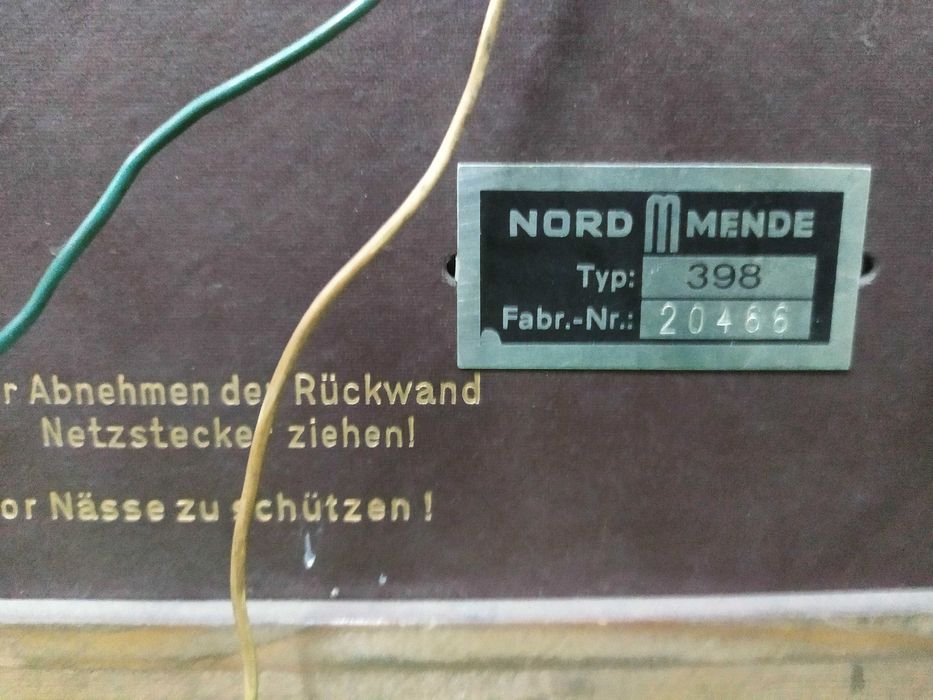 NORD MENDE
Typ: 398
Fabr.-Nr.: 20466
r Abnehmen der Rückwand
Netzstecker ziehen!
or Nässe zu schützen!